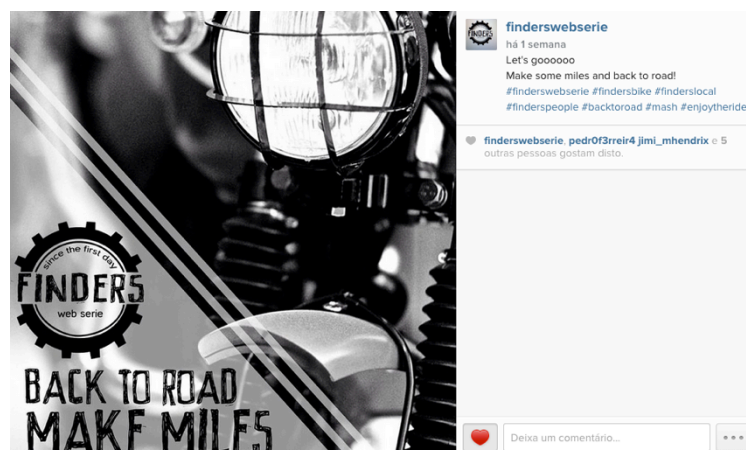 since the first day
FINDERS
web serie
BACK TO ROAD
MAKE MILES
FINDERS
finderswebserie
há 1 semana
Let's goooooo
Make some miles and back to road!
#finderswebserie #findersbike #finderslocal
#finderspeople #backtoroad #mash #enjoytheride
finderswebserie, pedr0f3rreir4 jimi_mhendrix e 5
outras pessoas gostam disto.
Deixa um comentário...